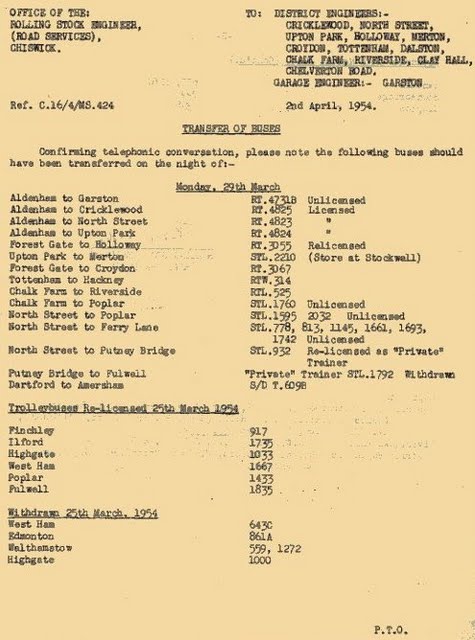 OFFICE OF THE:
ROLLING STOCK ENGINEER,
(ROAD SERVICES),
CHISWICK.
TO: DISTRICT ENGINEERS:-
CRICKLEWOOD, NORTH STREET,
UPTON PARK, HOLLOWAY, MERTON,
CROYDON, TOTTENHAM, DALSTON,
CHALK FARM, RIVERSIDE, CLAY HALL,
CHELVERTON ROAD.
GARAGE ENGINEER:- GARSTON
Ref. C.16/4/MS.424
2nd April, 1954.
TRANSFER OF BUSES
Confirming telephonic conversation, please note the following buses should
have been transferred on the night of:-
Monday, 29th March
Aldenham to Garston RT.4731B Unlicensed
Aldenham to Cricklewood RT.4825 Licensed
Aldenham to North Street RT.4823 "
Aldenham to Upton Park RT.4824 "
Forest Gate to Holloway RT.3055 Relicensed
Upton Park to Merton STL.2210 (Store at Stockwell)
Forest Gate to Croydon RT.3067
Tottenham to Hackney RTW.314
Chalk Farm to Riverside RTL.525
Chalk Farm to Poplar STL.1760 Unlicensed
North Street to Poplar STL.1595 2032 Unlicensed
North Street to Ferry Lane STL.778, 813, 1145, 1661, 1693,
1742 Unlicensed
North Street to Putney Bridge STL.932 Re-licensed as "Private"
Trainer
Putney Bridge to Fulwell "Private" Trainer STL.1792 Withdrawn
Dartford to Amersham S/D T.609B
Trolleybuses Re-licensed 25th March 1954
Finchley 917
Ilford 1735
Highgate 1033
West Ham 1667
Poplar 1433
Fulwell 1835
Withdrawn 25th March, 1954
West Ham 643C
Edmonton 861A
Walthamstow 559, 1272
Highgate 1000
P.T.O.